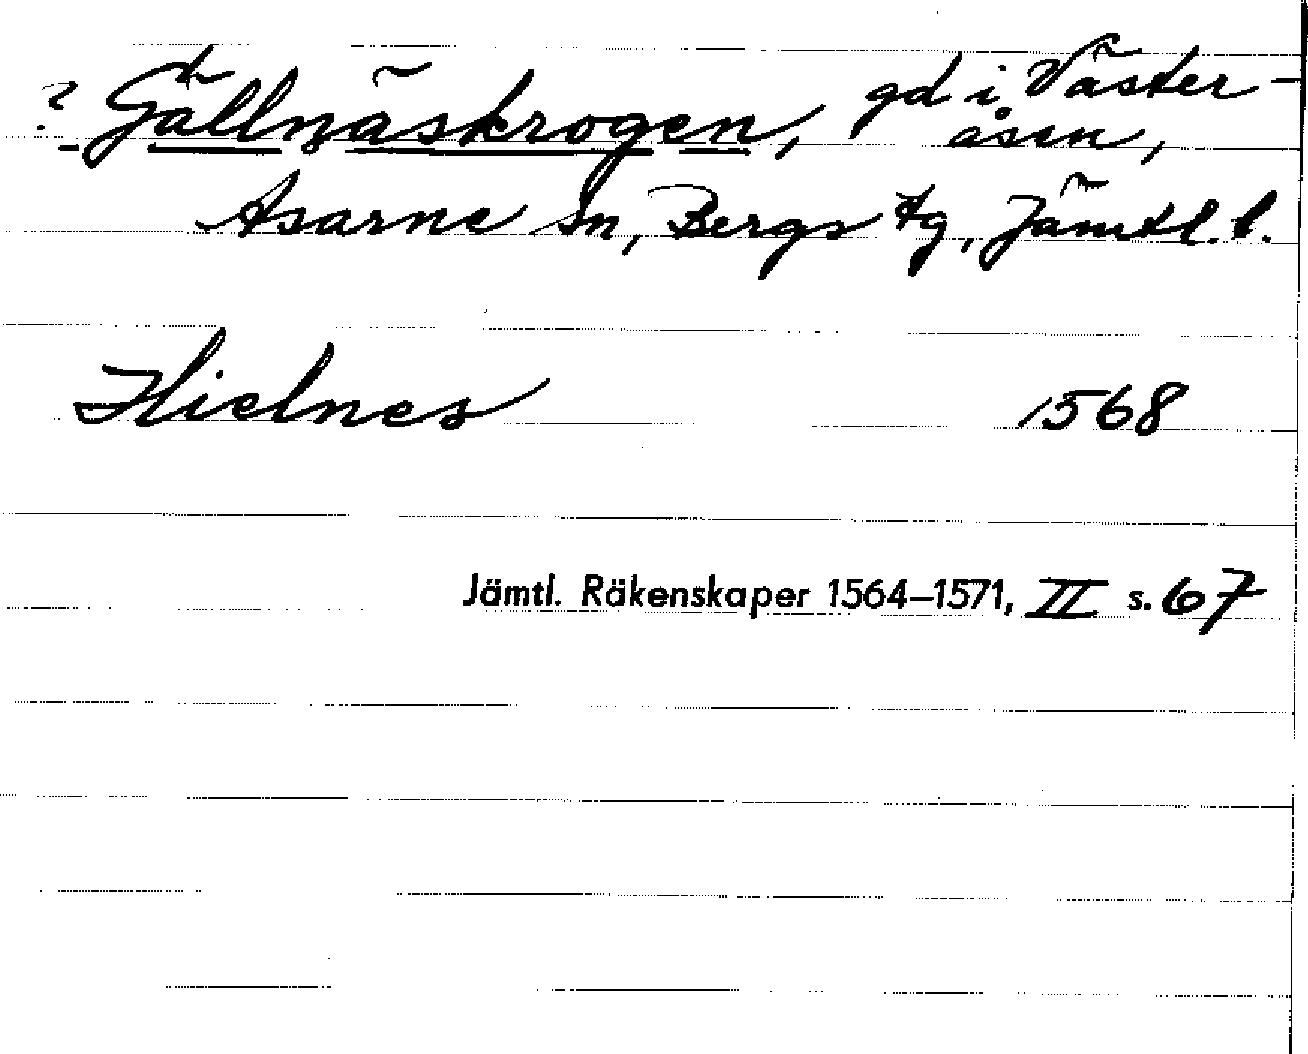 ? Gällnäskrogen, gd i Väster-
åsen,
Åsarne sn, Bergs tg, Jämtl. l.
Hielnes 1568
Jämtl. Räkenskaper 1564–1571, II s. 67